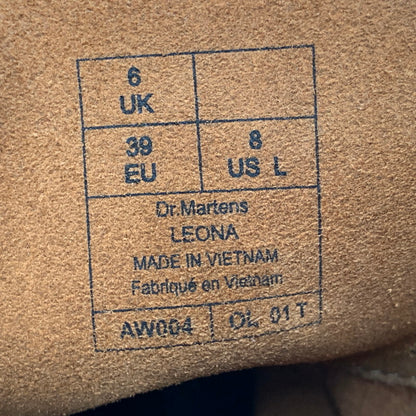 6
UK
39
EU
8
US L
Dr.Martens
LEONA
MADE IN VIETNAM
Fabriqué en Vietnam
AW004 OL 01 T